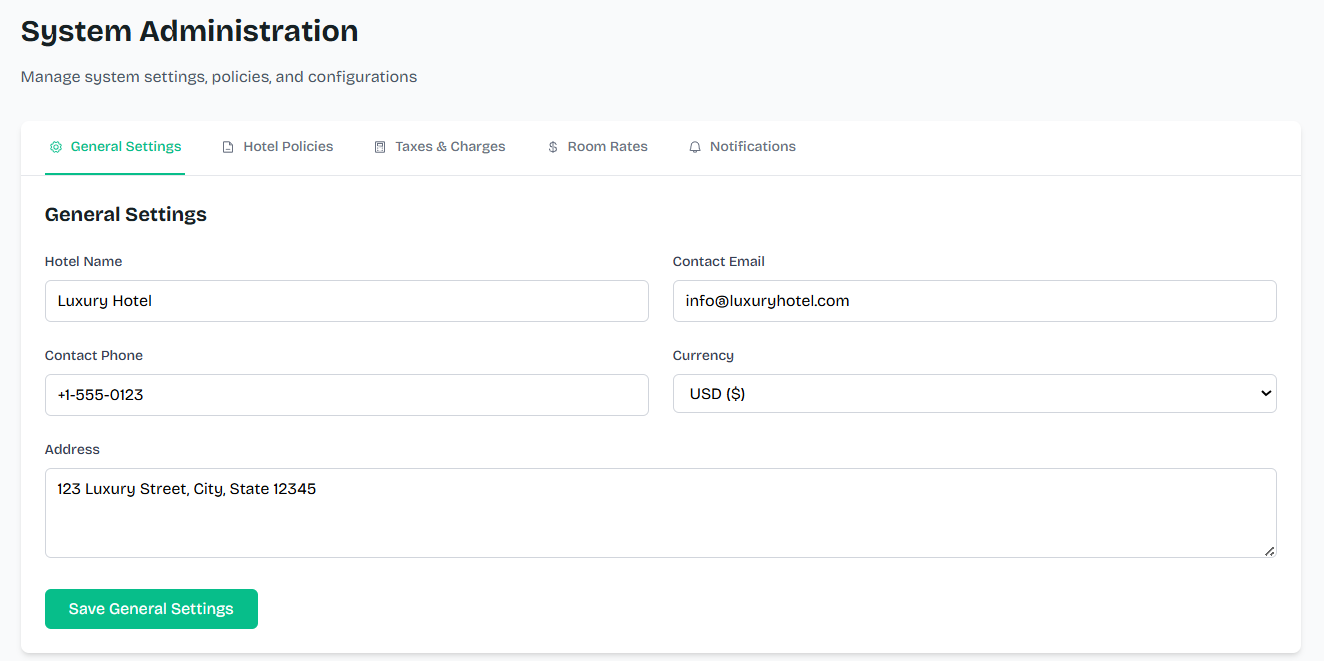 System Administration
Manage system settings, policies, and configurations
General Settings Hotel Policies Taxes & Charges $ Room Rates Notifications
General Settings
Hotel Name Contact Email
Luxury Hotel info@luxuryhotel.com
Contact Phone Currency
+1-555-0123 USD ($)
Address
123 Luxury Street, City, State 12345
Save General Settings